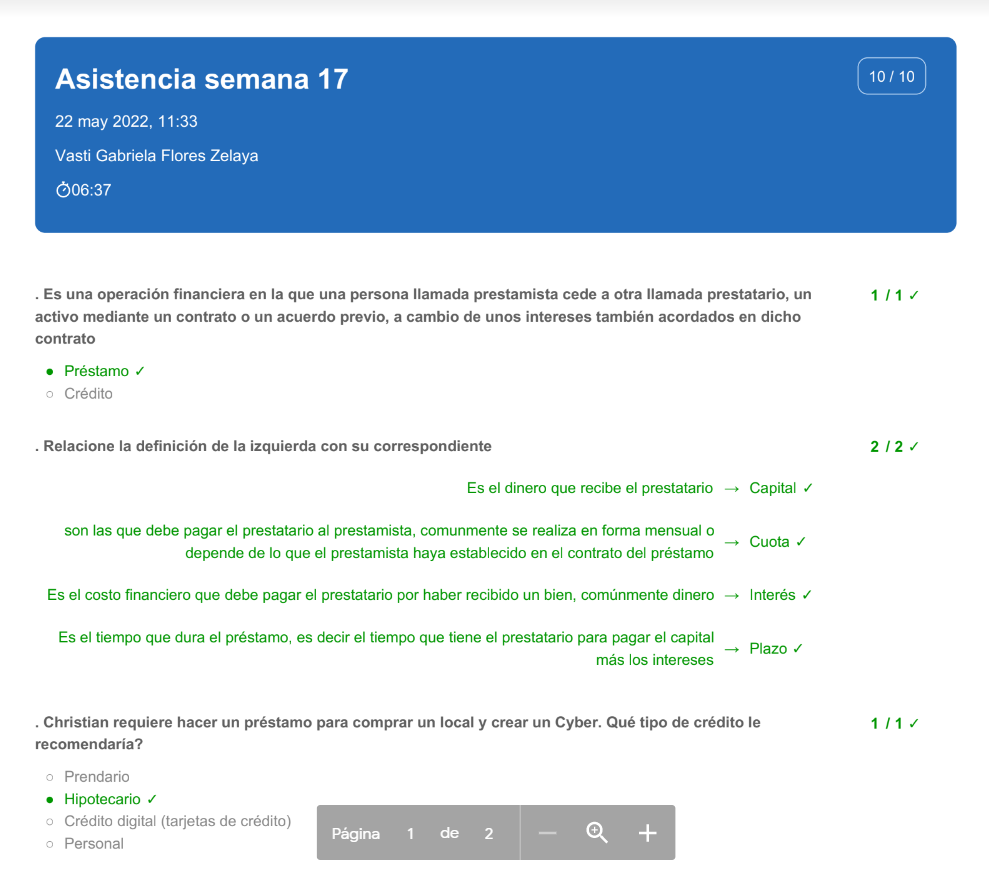 Asistencia semana 17
10 / 10
22 may 2022, 11:33
Vasti Gabriela Flores Zelaya
⏱06:37
. Es una operación financiera en la que una persona llamada prestamista cede a otra llamada prestatario, un
activo mediante un contrato o un acuerdo previo, a cambio de unos intereses también acordados en dicho
contrato
1 / 1 ✓
Préstamo ✓
Crédito
. Relacione la definición de la izquierda con su correspondiente
2 / 2 ✓
Es el dinero que recibe el prestatario → Capital ✓
son las que debe pagar el prestatario al prestamista, comunmente se realiza en forma mensual o
depende de lo que el prestamista haya establecido en el contrato del préstamo → Cuota ✓
Es el costo financiero que debe pagar el prestatario por haber recibido un bien, comúnmente dinero → Interés ✓
Es el tiempo que dura el préstamo, es decir el tiempo que tiene el prestatario para pagar el capital
más los intereses → Plazo ✓
. Christian requiere hacer un préstamo para comprar un local y crear un Cyber. Qué tipo de crédito le
recomendaría?
1 / 1 ✓
Prendario
Hipotecario ✓
Crédito digital (tarjetas de crédito)
Personal
Página 1 de 2